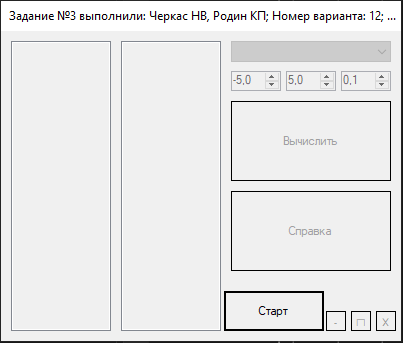 Задание №3 выполнили: Черкас НВ, Родин КП; Номер варианта: 12; ...
-5,0 5,0 0,1
Вычислить
Справка
Старт
- □ X